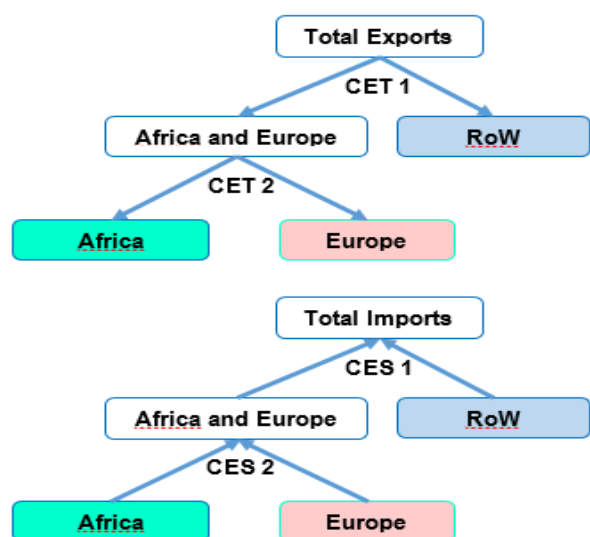 Total Exports
CET 1
Africa and Europe
RoW
CET 2
Africa
Europe
Total Imports
CES 1
Africa and Europe
RoW
CES 2
Africa
Europe